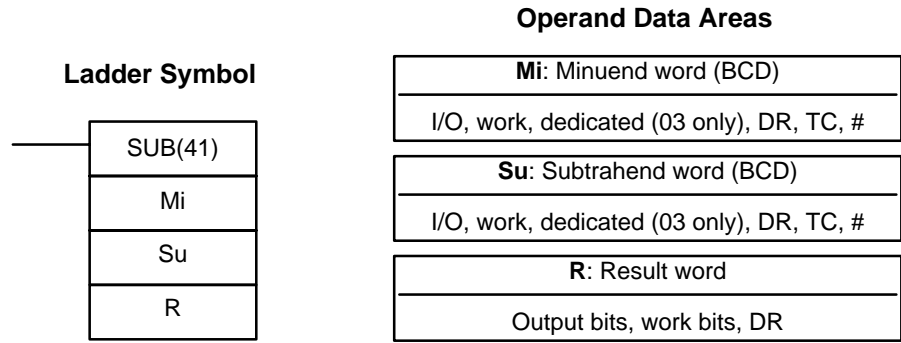 Ladder Symbol
SUB(41)
Mi
Su
R
Operand Data Areas
Mi: Minuend word (BCD)
I/O, work, dedicated (03 only), DR, TC, #
Su: Subtrahend word (BCD)
I/O, work, dedicated (03 only), DR, TC, #
R: Result word
Output bits, work bits, DR